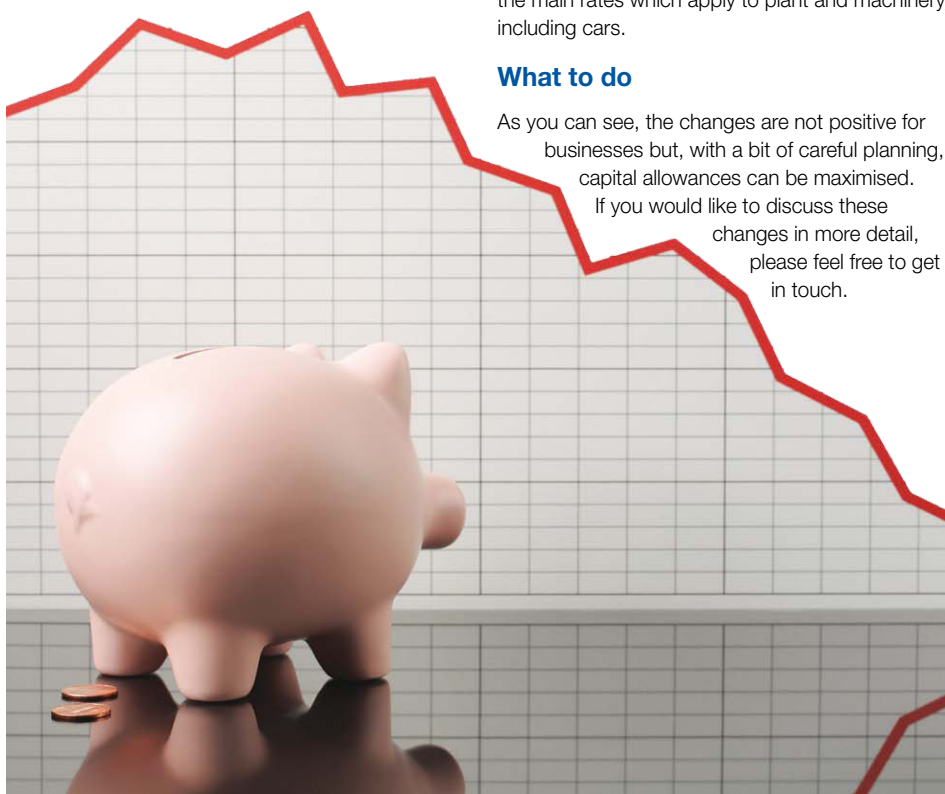 the main rates which apply to plant and machinery
including cars.
What to do
As you can see, the changes are not positive for
businesses but, with a bit of careful planning,
capital allowances can be maximised.
If you would like to discuss these
changes in more detail,
please feel free to get
in touch.